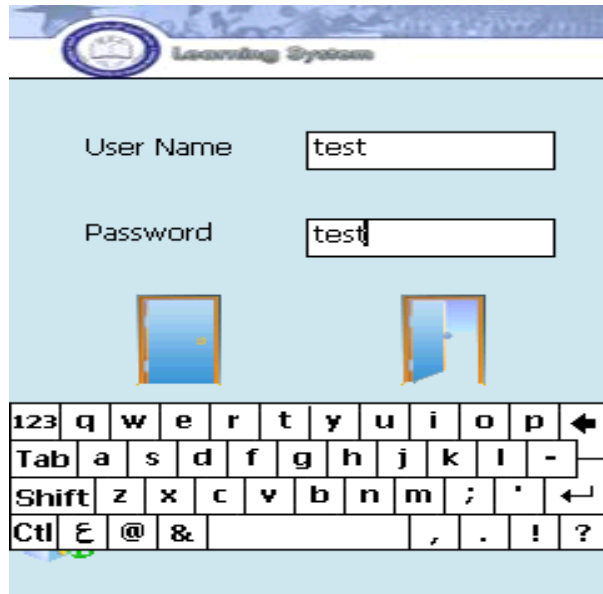 Learning System
User Name test
Password test
123 q w e r t y u i o p
Tab a s d f g h j k l -
Shift z x c v b n m ; '
Ctl ع @ & , . ! ?